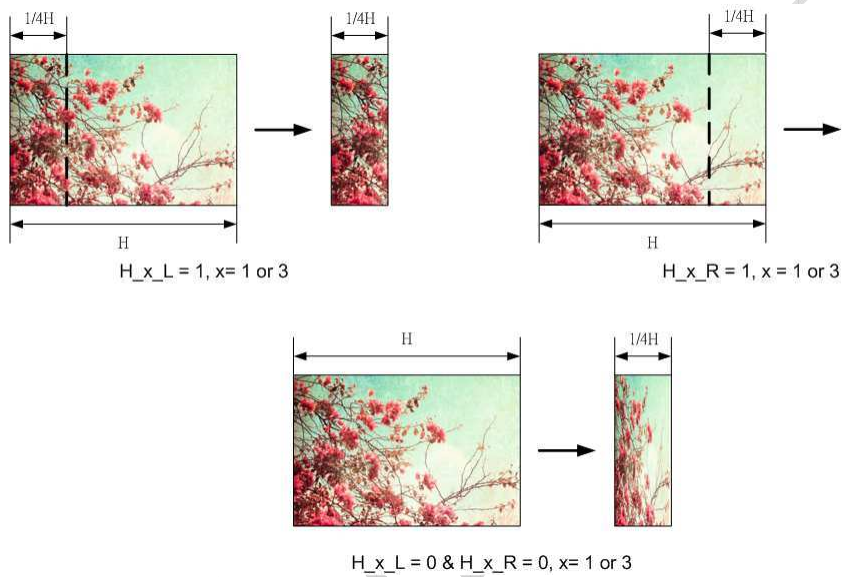 1/4H
1/4H
1/4H
H
H
H_x_L = 1, x= 1 or 3
H_x_R = 1, x = 1 or 3
H
1/4H
H_x_L = 0 & H_x_R = 0, x= 1 or 3